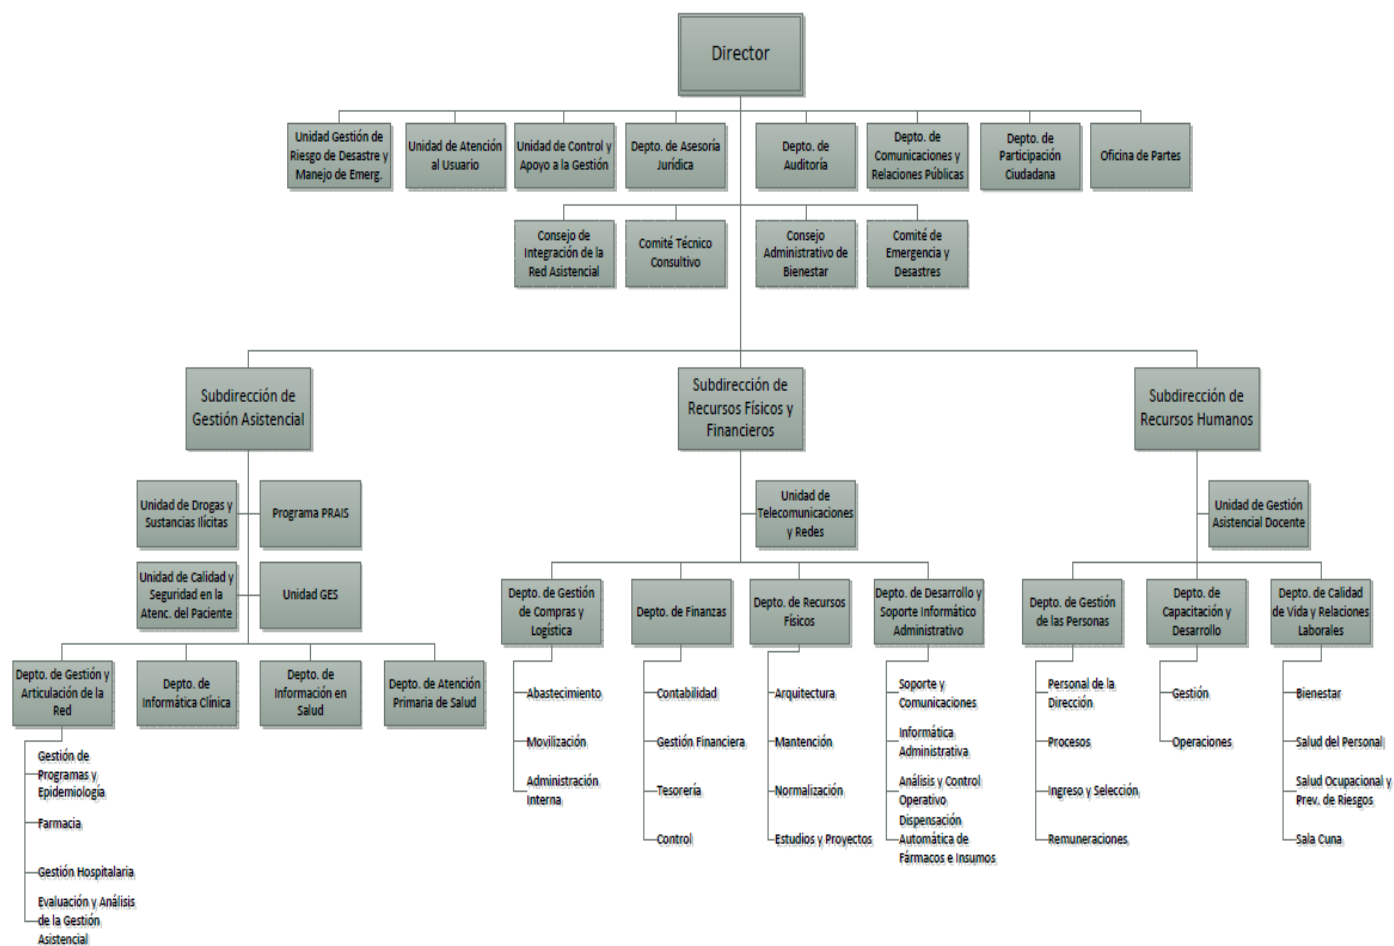 Director
Unidad Gestión de
Riesgo de Desastre y
Manejo de Emerg.
Unidad de Atención
al Usuario
Unidad de Control y
Apoyo a la Gestión
Depto. de Asesoría
Jurídica
Depto. de
Auditoría
Depto. de
Comunicaciones y
Relaciones Públicas
Depto. de
Participación
Ciudadana
Oficina de Partes
Consejo de
Integración de la
Red Asistencial
Comité Técnico
Consultivo
Consejo
Administrativo de
Bienestar
Comité de
Emergencia y
Desastres
Subdirección de
Gestión Asistencial
Subdirección de
Recursos Físicos y
Financieros
Subdirección de
Recursos Humanos
Unidad de Drogas y
Sustancias Ilícitas
Programa PRAIS
Unidad de Calidad y
Seguridad en la
Atenc. del Paciente
Unidad GES
Depto. de Gestión y
Articulación de la
Red
Depto. de
Informática Clínica
Depto. de
Información en
Salud
Depto. de Atención
Primaria de Salud
Gestión de
Programas y
Epidemiología
Farmacia
Gestión Hospitalaria
Evaluación y Análisis
de la Gestión
Asistencial
Unidad de
Telecomunicaciones
y Redes
Depto. de Gestión
de Compras y
Logística
Abastecimiento
Movilización
Administración
Interna
Depto. de Finanzas
Contabilidad
Gestión Financiera
Tesorería
Control
Depto. de Recursos
Físicos
Arquitectura
Mantención
Normalización
Estudios y Proyectos
Depto. de Desarrollo y
Soporte Informático
Administrativo
Soporte y
Comunicaciones
Informática
Administrativa
Análisis y Control
Operativo
Dispensación
Automática de
Fármacos e Insumos
Unidad de Gestión
Asistencial Docente
Depto. de Gestión
de las Personas
Personal de la
Dirección
Procesos
Ingreso y Selección
Remuneraciones
Depto. de
Capacitación y
Desarrollo
Gestión
Operaciones
Depto. de Calidad
de Vida y Relaciones
Laborales
Bienestar
Salud del Personal
Salud Ocupacional y
Prev. de Riesgos
Sala Cuna